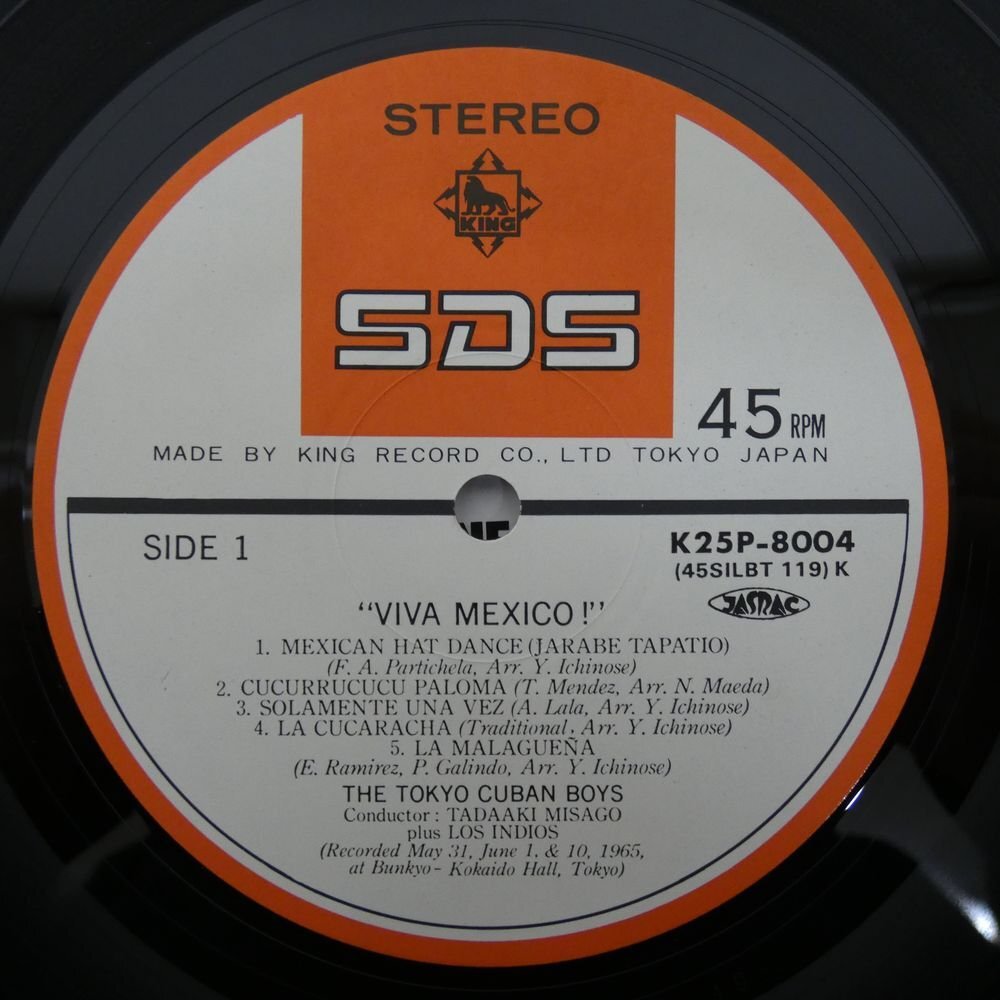 STEREO
KING
SDS
45 RPM
MADE BY KING RECORD CO., LTD TOKYO JAPAN
SIDE 1
K25P-8004
(45SILBT 119) K
JASRAC
“VIVA MEXICO!”
1. MEXICAN HAT DANCE (JARABE TAPATIO)
(F. A. Partichela, Arr. Y. Ichinose)
2. CUCURRUCUCU PALOMA (T. Mendez, Arr. N. Maeda)
3. SOLAMENTE UNA VEZ (A. Lala, Arr. Y. Ichinose)
4. LA CUCARACHA (Traditional, Arr. Y. Ichinose)
5. LA MALAGUEÑA
(E. Ramirez, P. Galindo, Arr. Y. Ichinose)
THE TOKYO CUBAN BOYS
Conductor : TADAAKI MISAGO
plus LOS INDIOS
(Recorded May 31, June 1, & 10, 1965,
at Bunkyo- Kokaido Hall, Tokyo)